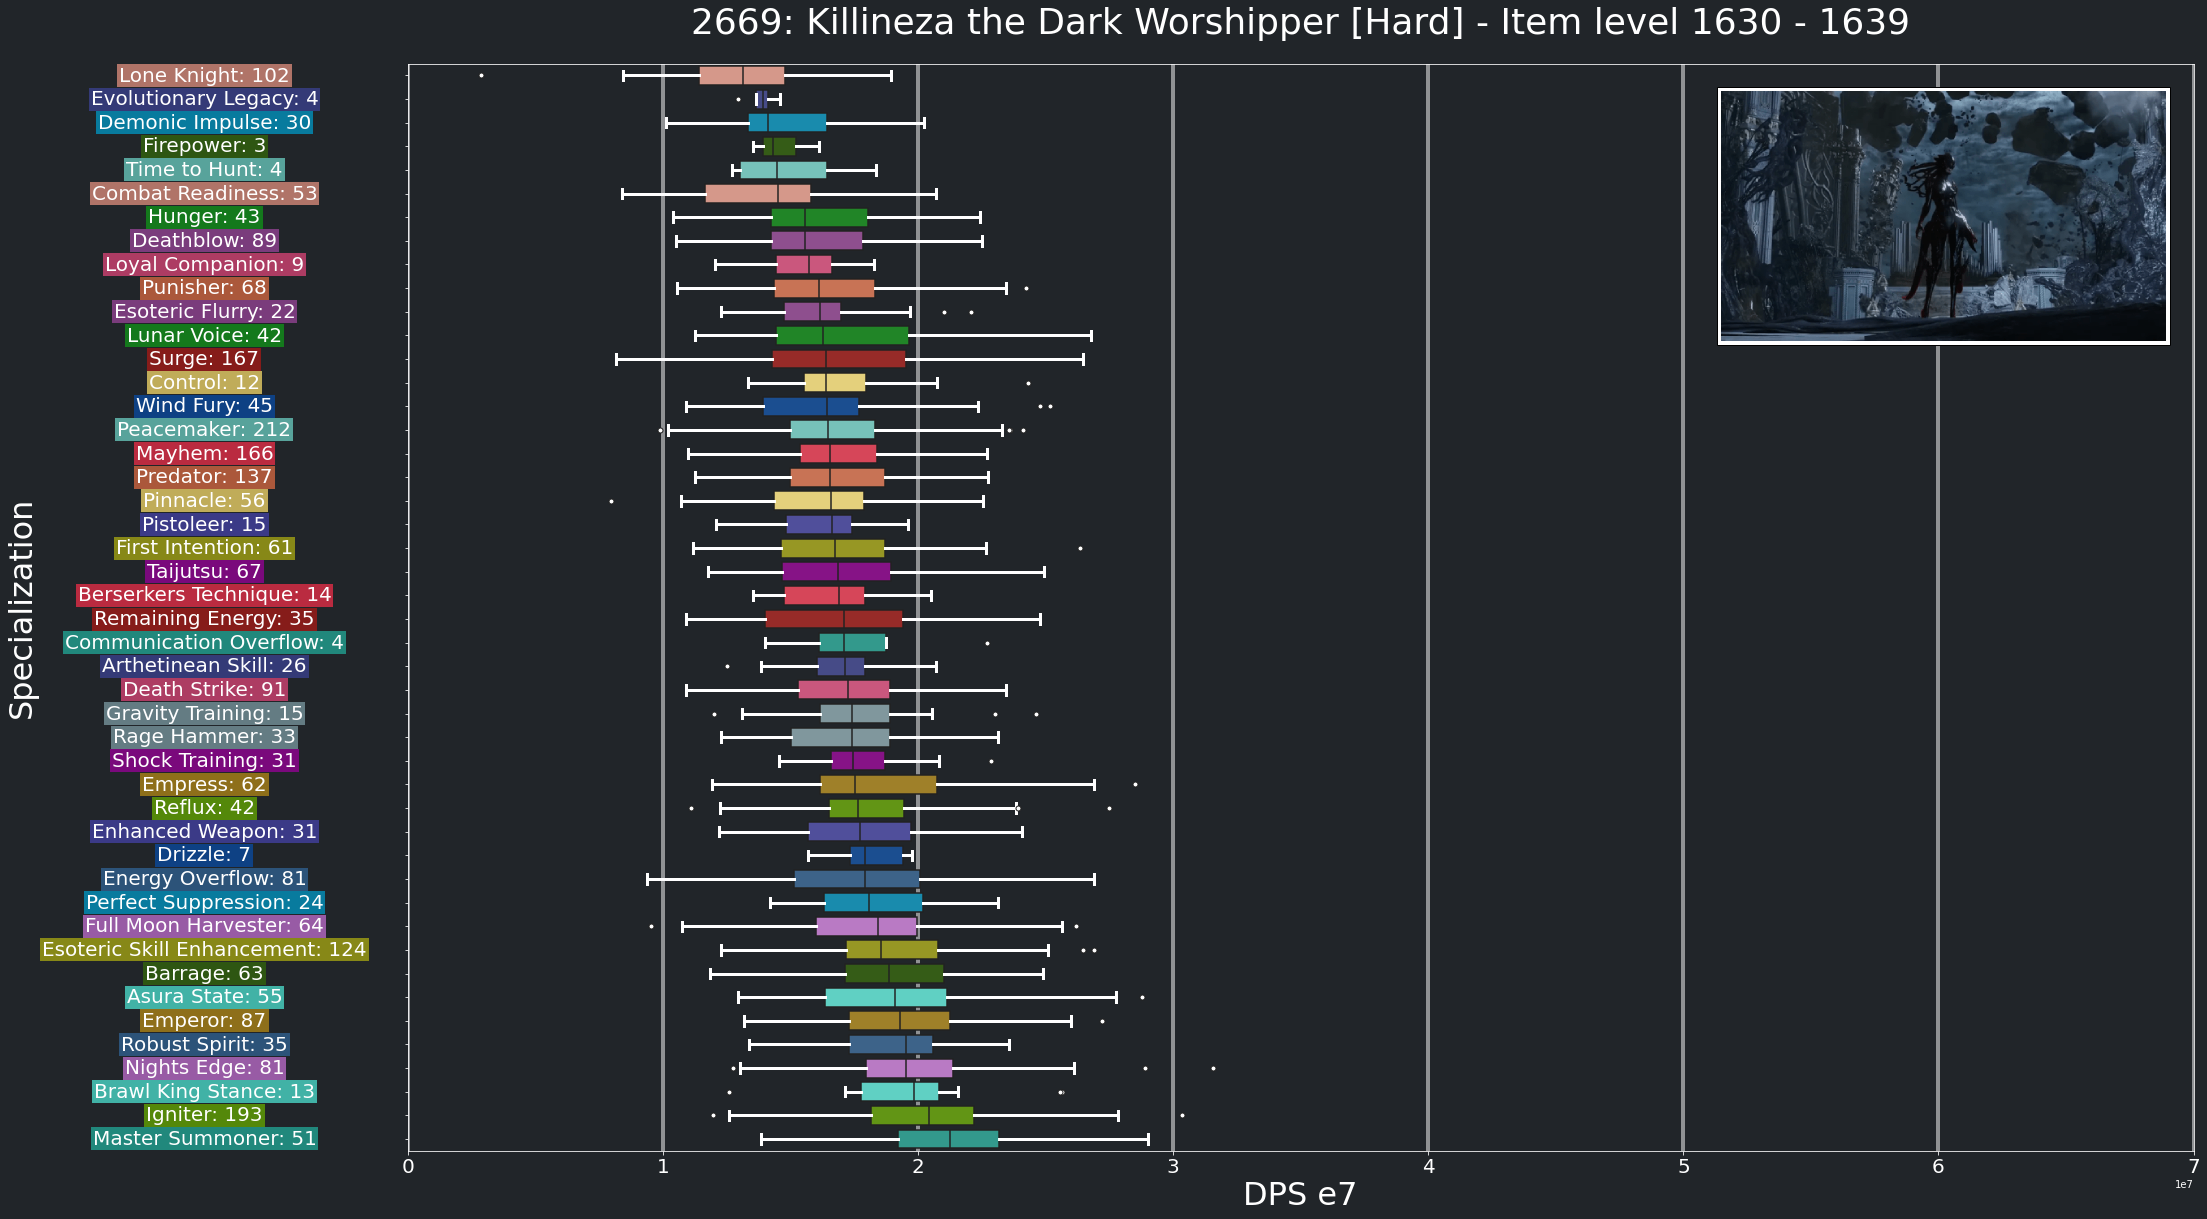 2669: Killineza the Dark Worshipper [Hard] - Item level 1630 - 1639
Specialization
Lone Knight: 102
Evolutionary Legacy: 4
Demonic Impulse: 30
Firepower: 3
Time to Hunt: 4
Combat Readiness: 53
Hunger: 43
Deathblow: 89
Loyal Companion: 9
Punisher: 68
Esoteric Flurry: 22
Lunar Voice: 42
Surge: 167
Control: 12
Wind Fury: 45
Peacemaker: 212
Mayhem: 166
Predator: 137
Pinnacle: 56
Pistoleer: 15
First Intention: 61
Taijutsu: 67
Berserkers Technique: 14
Remaining Energy: 35
Communication Overflow: 4
Arthetinean Skill: 26
Death Strike: 91
Gravity Training: 15
Rage Hammer: 33
Shock Training: 31
Empress: 62
Reflux: 42
Enhanced Weapon: 31
Drizzle: 7
Energy Overflow: 81
Perfect Suppression: 24
Full Moon Harvester: 64
Esoteric Skill Enhancement: 124
Barrage: 63
Asura State: 55
Emperor: 87
Robust Spirit: 35
Nights Edge: 81
Brawl King Stance: 13
Igniter: 193
Master Summoner: 51
0 1 2 3 4 5 6 7
1e7
DPS e7